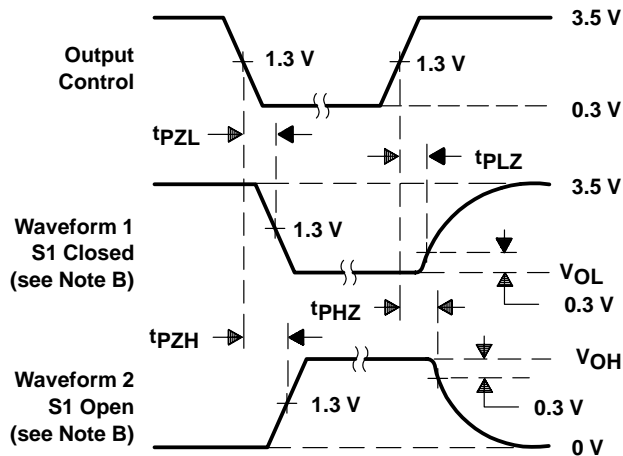 3.5 V
Output
Control
1.3 V
1.3 V
0.3 V
tPZL
tPLZ
3.5 V
Waveform 1
S1 Closed
(see Note B)
1.3 V
VOL
0.3 V
tPHZ
tPZH
VOH
Waveform 2
S1 Open
(see Note B)
1.3 V
0.3 V
0 V